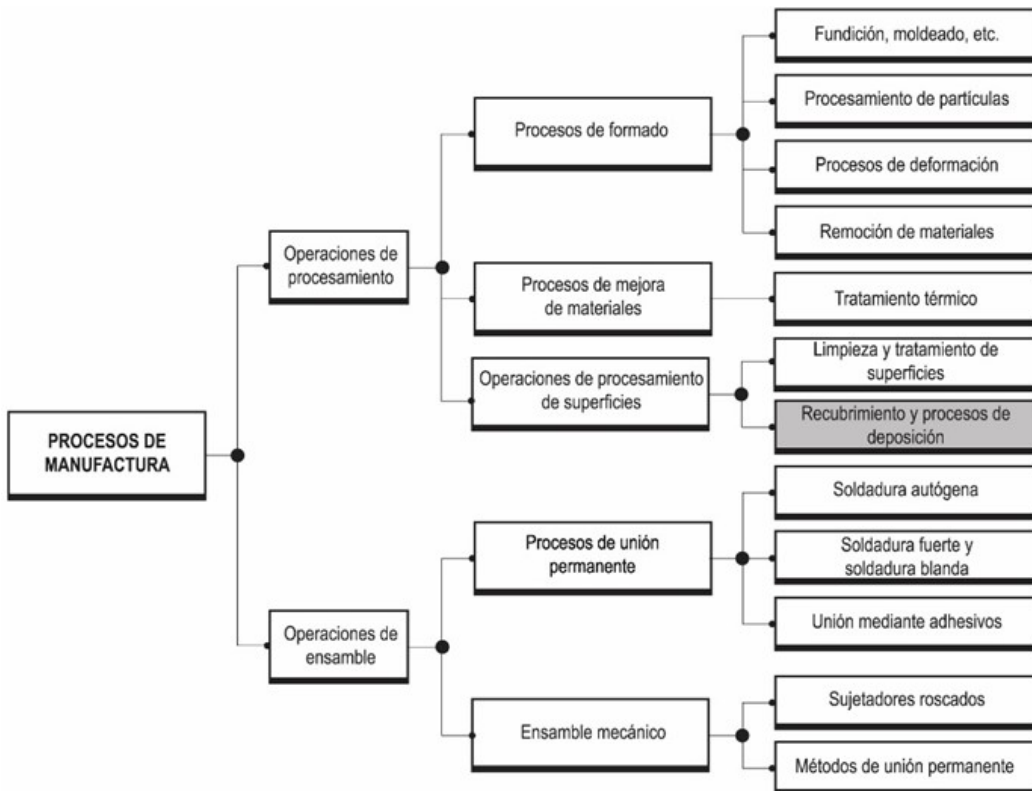 PROCESOS DE
MANUFACTURA
Operaciones de
procesamiento
Procesos de formado
Fundición, moldeado, etc.
Procesamiento de partículas
Procesos de deformación
Remoción de materiales
Procesos de mejora
de materiales
Tratamiento térmico
Operaciones de procesamiento
de superficies
Limpieza y tratamiento de
superficies
Recubrimiento y procesos de
deposición
Operaciones de
ensamble
Procesos de unión
permanente
Soldadura autógena
Soldadura fuerte y
soldadura blanda
Unión mediante adhesivos
Ensamble mecánico
Sujetadores roscados
Métodos de unión permanente